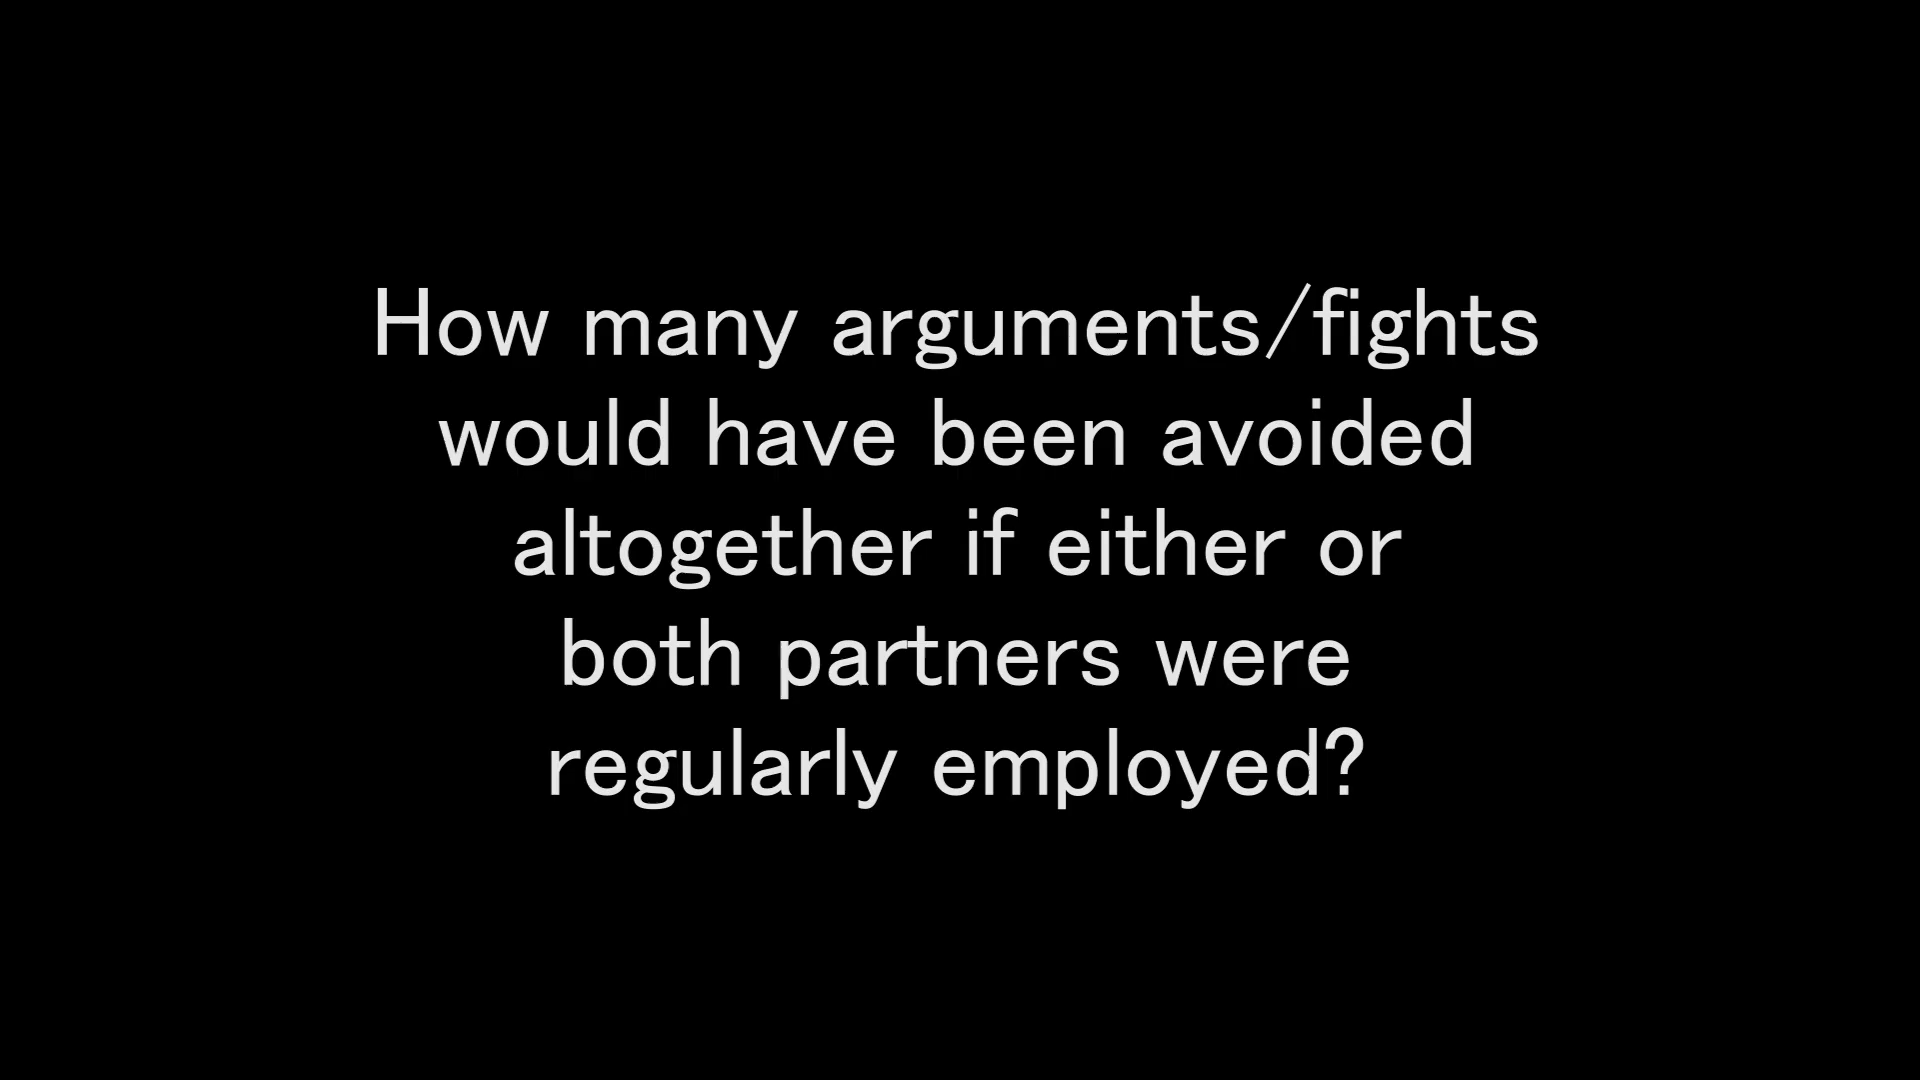 How many arguments/fights
would have been avoided
altogether if either or
both partners were
regularly employed?